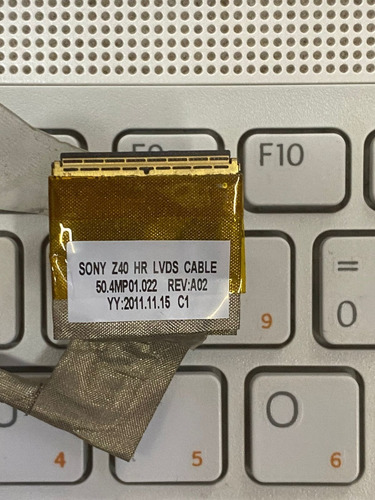 F9
F10
SONY Z40 HR LVDS CABLE
50.4MP01.022 REV:A02
YY:2011.11.15 C1
9
=
0
O
4
5
6